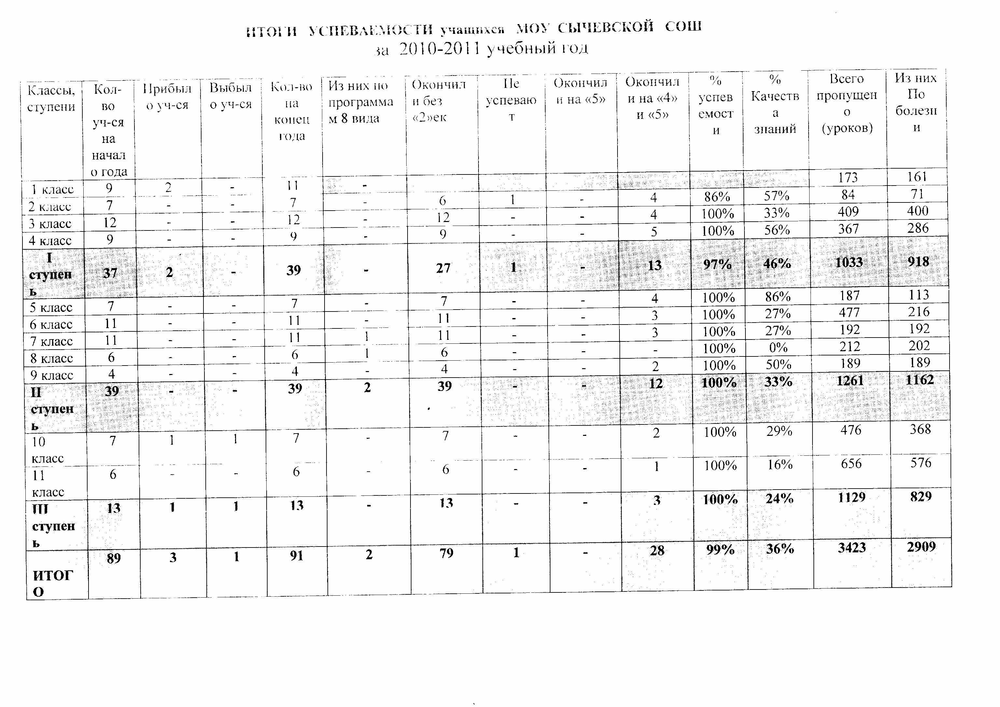 ИТОГИ УСПЕВАЕМОСТИ учащихся МОУ СЫЧЕВСКОЙ СОШ
за 2010-2011 учебный год
Классы, ступени | Кол-во уч-ся на начало года | Прибыло уч-ся | Выбыло уч-ся | Кол-во на конец года | Из них по программам 8 вида | Окончили без «2»ек | Не успевают | Окончили на «5» | Окончили на «4» и «5» | % успеваемости | % Качества знаний | Всего пропущено (уроков) | Из них По болезни
1 класс | 9 | 2 | - | 11 | - | | | | | | | 173 | 161
2 класс | 7 | - | - | 7 | - | 6 | 1 | - | 4 | 86% | 57% | 84 | 71
3 класс | 12 | - | - | 12 | - | 12 | - | - | 4 | 100% | 33% | 409 | 400
4 класс | 9 | - | - | 9 | - | 9 | - | - | 5 | 100% | 56% | 367 | 286
I ступень | 37 | 2 | - | 39 | - | 27 | 1 | - | 13 | 97% | 46% | 1033 | 918
5 класс | 7 | - | - | 7 | - | 7 | - | - | 4 | 100% | 86% | 187 | 113
6 класс | 11 | - | - | 11 | - | 11 | - | - | 3 | 100% | 27% | 477 | 216
7 класс | 11 | - | - | 11 | 1 | 11 | - | - | 3 | 100% | 27% | 192 | 192
8 класс | 6 | - | - | 6 | 1 | 6 | - | - | - | 100% | 0% | 212 | 202
9 класс | 4 | - | - | 4 | - | 4 | - | - | 2 | 100% | 50% | 189 | 189
II ступень | 39 | - | - | 39 | 2 | 39 | - | - | 12 | 100% | 33% | 1261 | 1162
10 класс | 7 | 1 | 1 | 7 | - | 7 | - | - | 2 | 100% | 29% | 476 | 368
11 класс | 6 | - | - | 6 | - | 6 | - | - | 1 | 100% | 16% | 656 | 576
III ступень | 13 | 1 | 1 | 13 | - | 13 | - | - | 3 | 100% | 24% | 1129 | 829
ИТОГО | 89 | 3 | 1 | 91 | 2 | 79 | 1 | - | 28 | 99% | 36% | 3423 | 2909